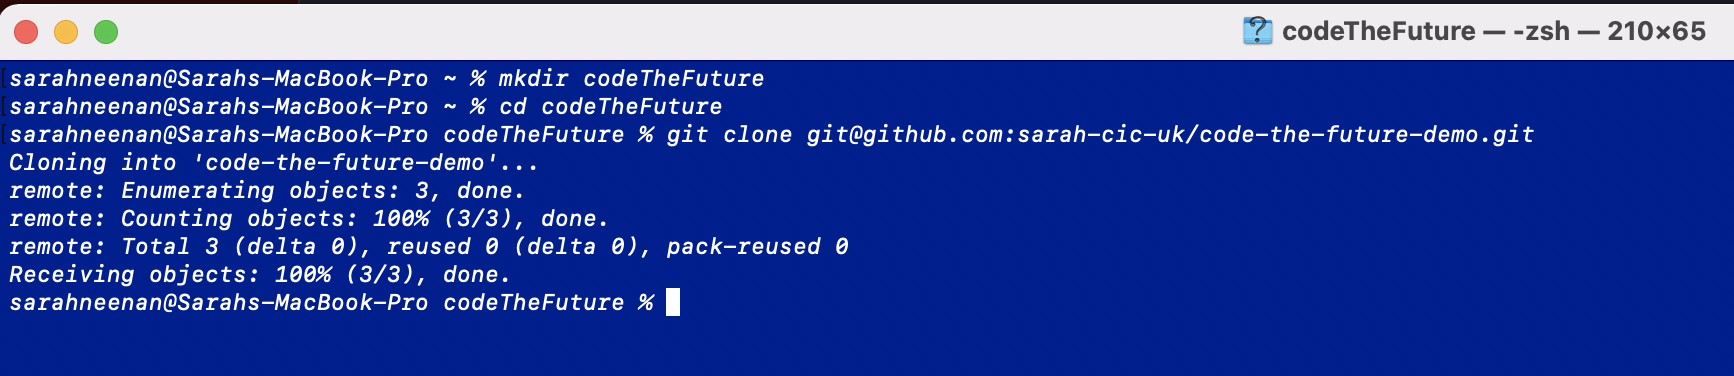 codeTheFuture — -zsh — 210×65
sarahneenan@Sarahs-MacBook-Pro ~ % mkdir codeTheFuture
sarahneenan@Sarahs-MacBook-Pro ~ % cd codeTheFuture
sarahneenan@Sarahs-MacBook-Pro codeTheFuture % git clone git@github.com:sarah-cic-uk/code-the-future-demo.git
Cloning into 'code-the-future-demo'...
remote: Enumerating objects: 3, done.
remote: Counting objects: 100% (3/3), done.
remote: Total 3 (delta 0), reused 0 (delta 0), pack-reused 0
Receiving objects: 100% (3/3), done.
sarahneenan@Sarahs-MacBook-Pro codeTheFuture %